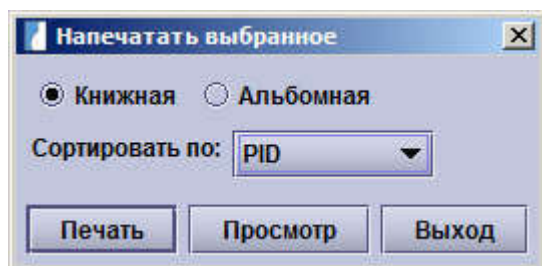 Напечатать выбранное
Книжная Альбомная
Сортировать по: PID
Печать Просмотр Выход